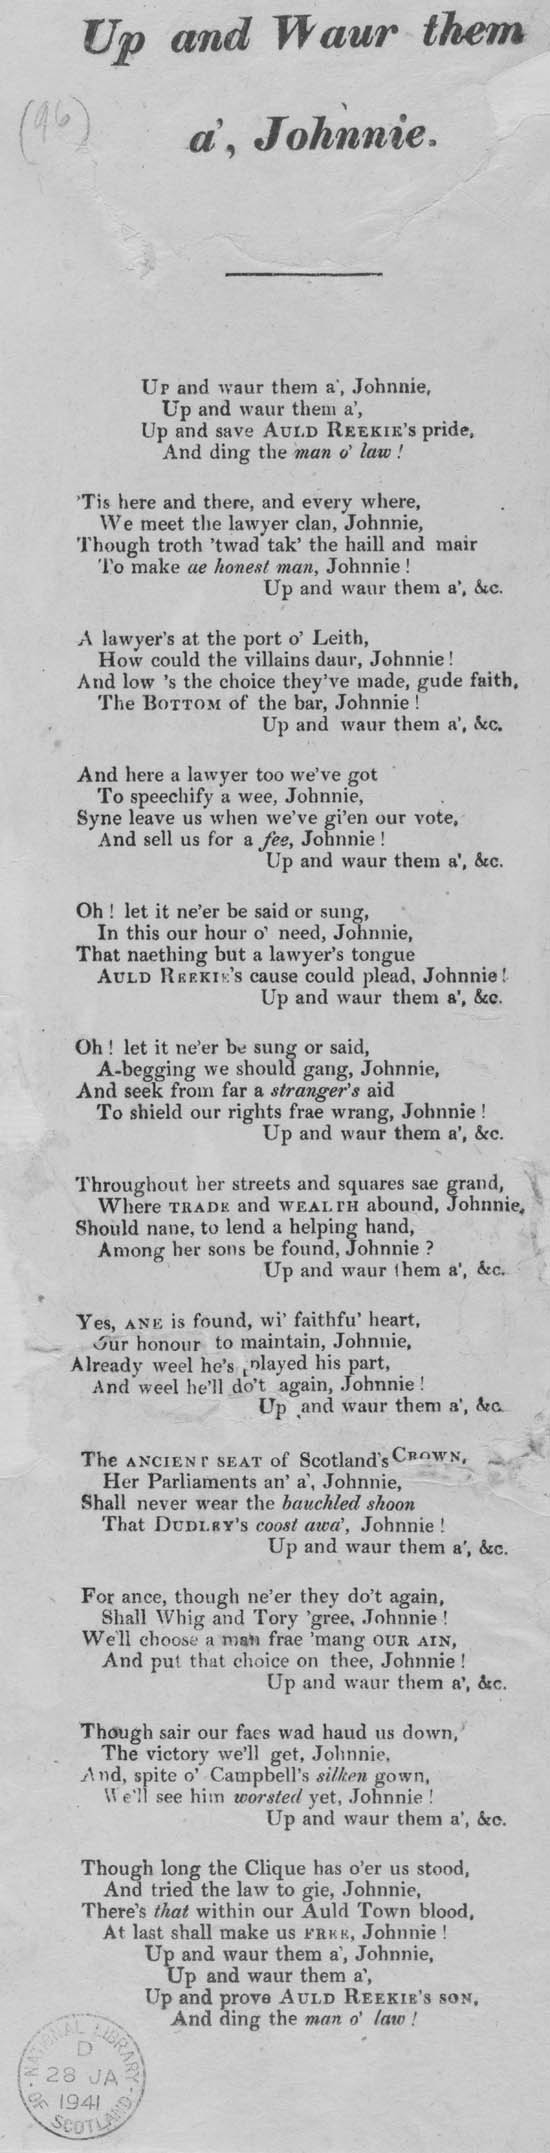 Up and Waur them
a', Johnnie.
(96)
Up and waur them a', Johnnie,
Up and waur them a',
Up and save AULD REEKIE's pride,
And ding the man o' law !
'Tis here and there, and every where,
We meet the lawyer clan, Johnnie,
Though troth 'twad tak' the haill and mair
To make ae honest man, Johnnie !
Up and waur them a', &c.
A lawyer's at the port o' Leith,
How could the villains daur, Johnnie !
And low 's the choice they've made, gude faith,
The BOTTOM of the bar, Johnnie !
Up and waur them a', &c.
And here a lawyer too we've got
To speechify a wee, Johnnie,
Syne leave us when we've gi'en our vote,
And sell us for a fee, Johnnie !
Up and waur them a', &c.
Oh ! let it ne'er be said or sung,
In this our hour o' need, Johnnie,
That naething but a lawyer's tongue
AULD REEKIE's cause could plead, Johnnie !
Up and waur them a', &c.
Oh ! let it ne'er be sung or said,
A-begging we should gang, Johnnie,
And seek from far a stranger's aid
To shield our rights frae wrang, Johnnie !
Up and waur them a', &c.
Throughout her streets and squares sae grand,
Where TRADE and WEALTH abound, Johnnie,
Should nane, to lend a helping hand,
Among her sons be found, Johnnie ?
Up and waur them a', &c.
Yes, ANE is found, wi' faithfu' heart,
Our honour to maintain, Johnnie,
Already weel he's played his part,
And weel he'll do't again, Johnnie !
Up and waur them a', &c.
The ANCIENT SEAT of Scotland's CROWN,
Her Parliaments an' a', Johnnie,
Shall never wear the bauchled shoon
That DUDLEY's coost awa', Johnnie !
Up and waur them a', &c.
For ance, though ne'er they do't again,
Shall Whig and Tory 'gree, Johnnie !
We'll choose a man frae 'mang OUR AIN,
And put that choice on thee, Johnnie !
Up and waur them a', &c.
Though sair our faes wad haud us down,
The victory we'll get, Johnnie,
And, spite o' Campbell's silken gown,
We'll see him worsted yet, Johnnie !
Up and waur them a', &c.
Though long the Clique has o'er us stood,
And tried the law to gie, Johnnie,
There's that within our Auld Town blood,
At last shall make us FREE, Johnnie !
Up and waur them a', Johnnie,
Up and waur them a',
Up and prove AULD REEKIE's SON,
And ding the man o' law !
NATIONAL LIBRARY
D
28 JA
1941
OF SCOTLAND